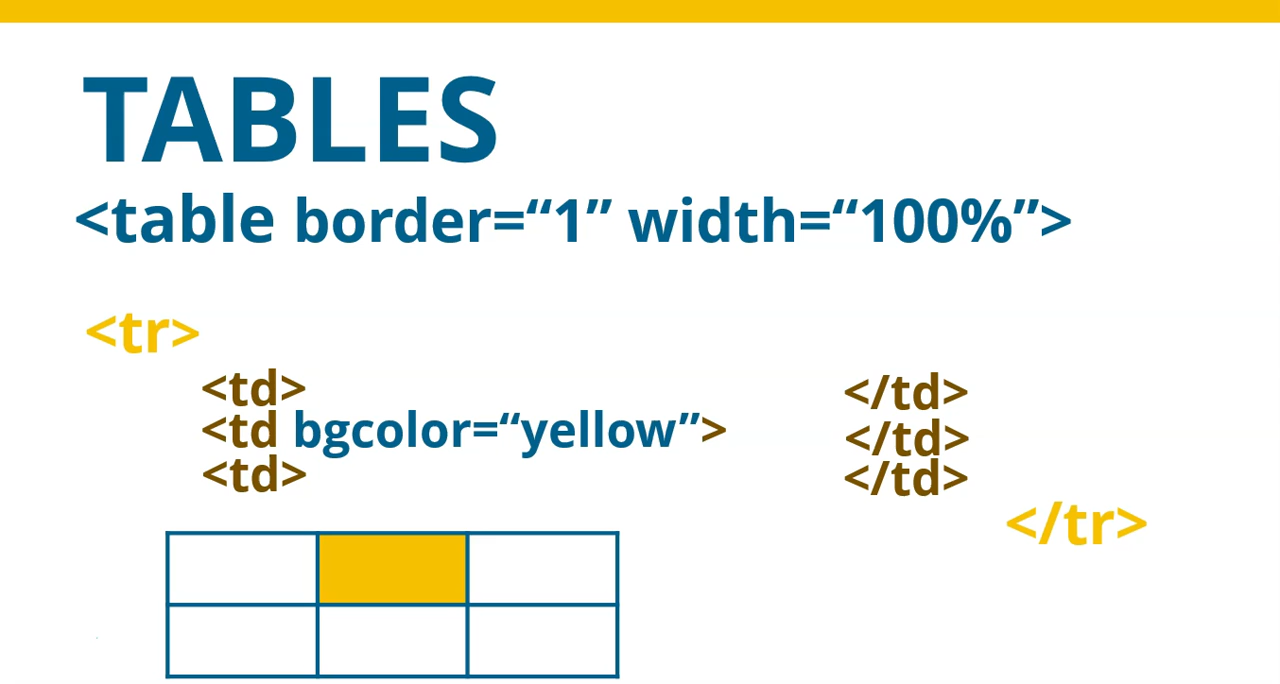 TABLES
<table border=“1” width=“100%”>
<tr>
<td> </td>
<td bgcolor=“yellow”> </td>
<td> </td>
</tr>